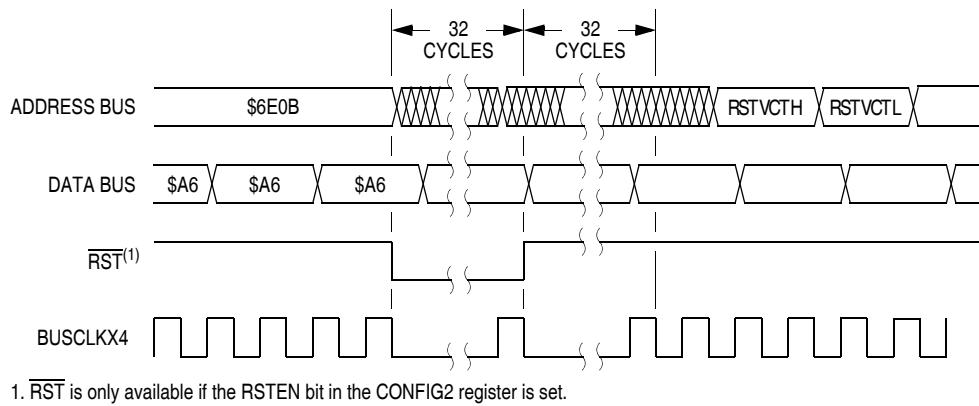 32 CYCLES
32 CYCLES
ADDRESS BUS
$6E0B
RSTVCTH
RSTVCTL
DATA BUS
$A6
$A6
$A6
RST(1)
BUSCLKX4
1. RST is only available if the RSTEN bit in the CONFIG2 register is set.